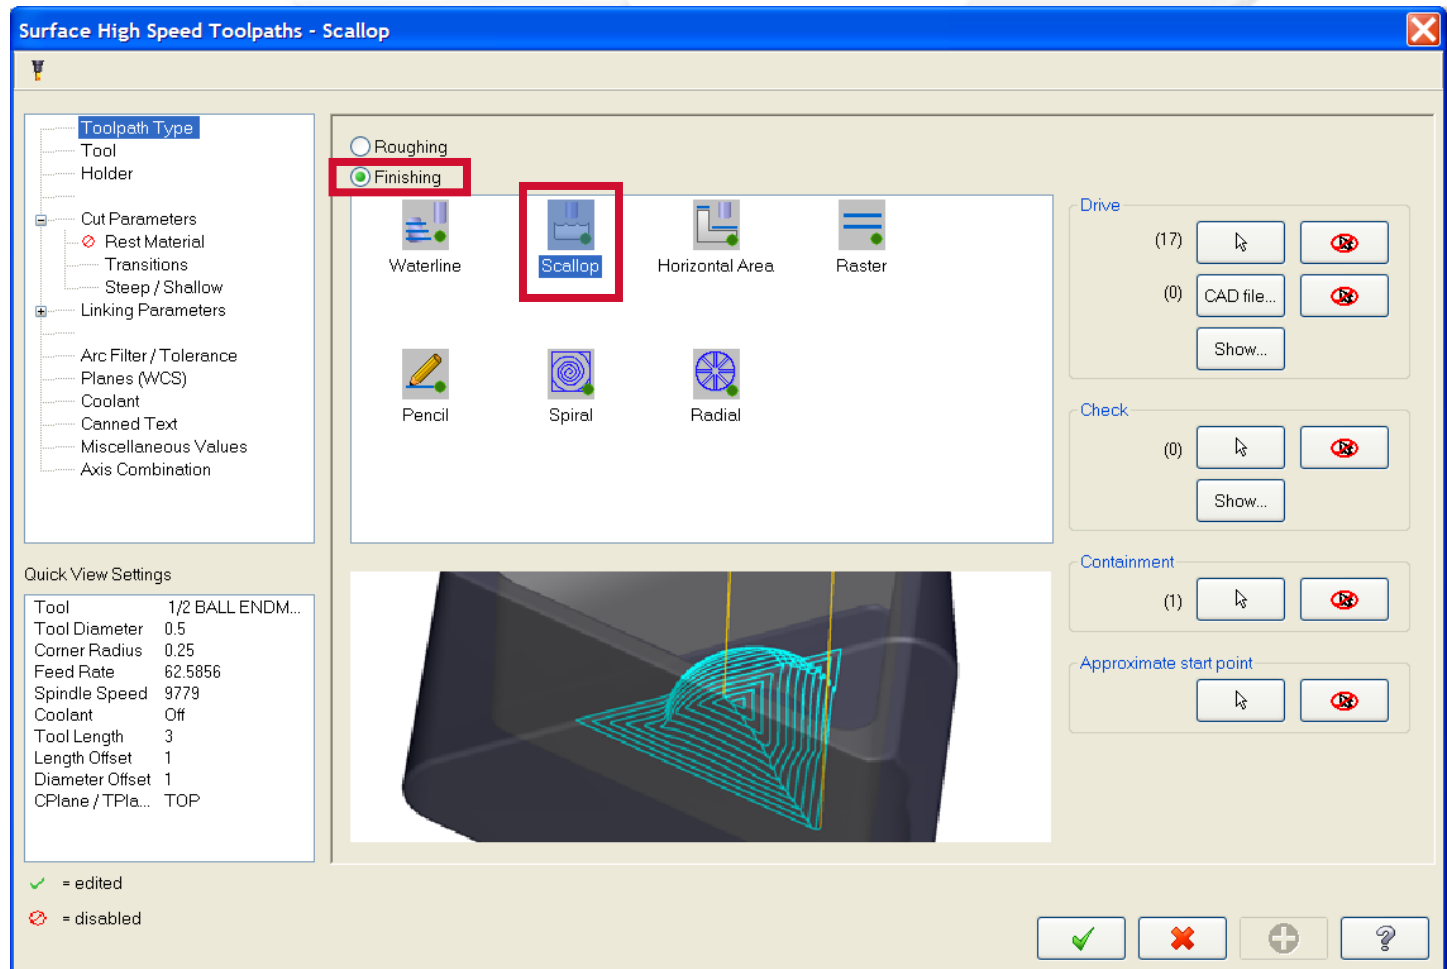 Surface High Speed Toolpaths - Scallop
Toolpath Type
Tool
Holder
Cut Parameters
Rest Material
Transitions
Steep / Shallow
Linking Parameters
Arc Filter / Tolerance
Planes (WCS)
Coolant
Canned Text
Miscellaneous Values
Axis Combination
Quick View Settings
Tool 1/2 BALL ENDM...
Tool Diameter 0.5
Corner Radius 0.25
Feed Rate 62.5856
Spindle Speed 9779
Coolant Off
Tool Length 3
Length Offset 1
Diameter Offset 1
CPlane / TPla... TOP
= edited
= disabled
Roughing
Finishing
Waterline Scallop Horizontal Area Raster
Pencil Spiral Radial
Drive
(17)
(0) CAD file...
Show...
Check
(0)
Show...
Containment
(1)
Approximate start point